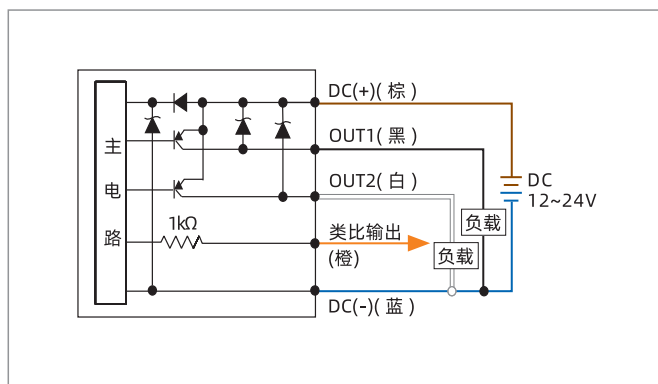 DC(+)( 棕 )
OUT1( 黑 )
OUT2( 白 )
1kΩ
类比输出
(橙)
DC(-)( 蓝 )
主
电
路
DC
12~24V
负载
负载